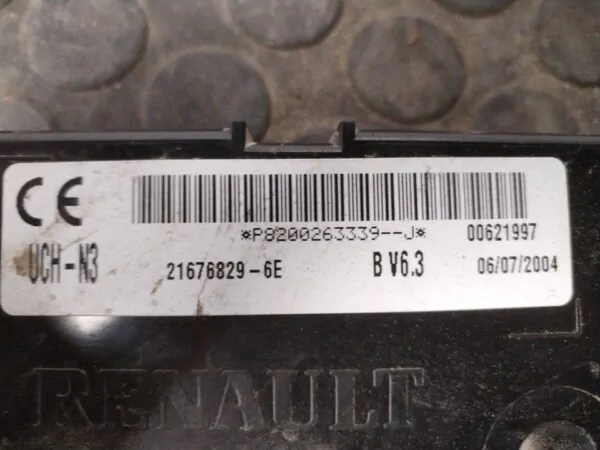 CE
*P8200263339--J* 00621997
UCH-N3 21676829-6E B V6.3 06/07/2004
RENAULT